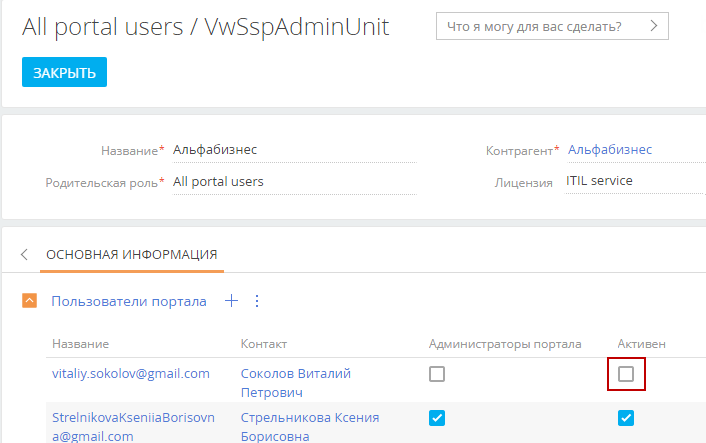 All portal users / VwSspAdminUnit
Что я могу для вас сделать?
ЗАКРЫТЬ
Название* Альфабизнес
Контрагент* Альфабизнес
Родительская роль* All portal users
Лицензия ITIL service
ОСНОВНАЯ ИНФОРМАЦИЯ
Пользователи портала
Название Контакт Администраторы портала Активен
vitaliy.sokolov@gmail.com Соколов Виталий
Петрович
StrelnikovaKseniiaBorisovn Стрельникова Ксения
a@gmail.com Борисовна